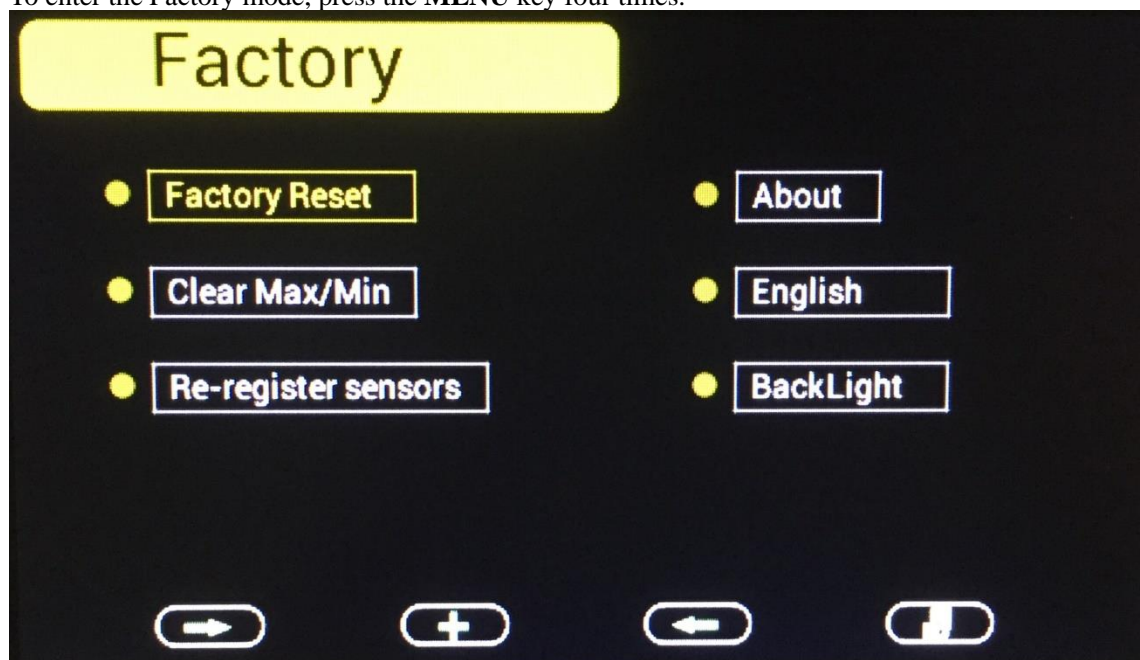 To enter the Factory mode, press the MENU key four times.
Factory
Factory Reset
About
Clear Max/Min
English
Re-register sensors
BackLight